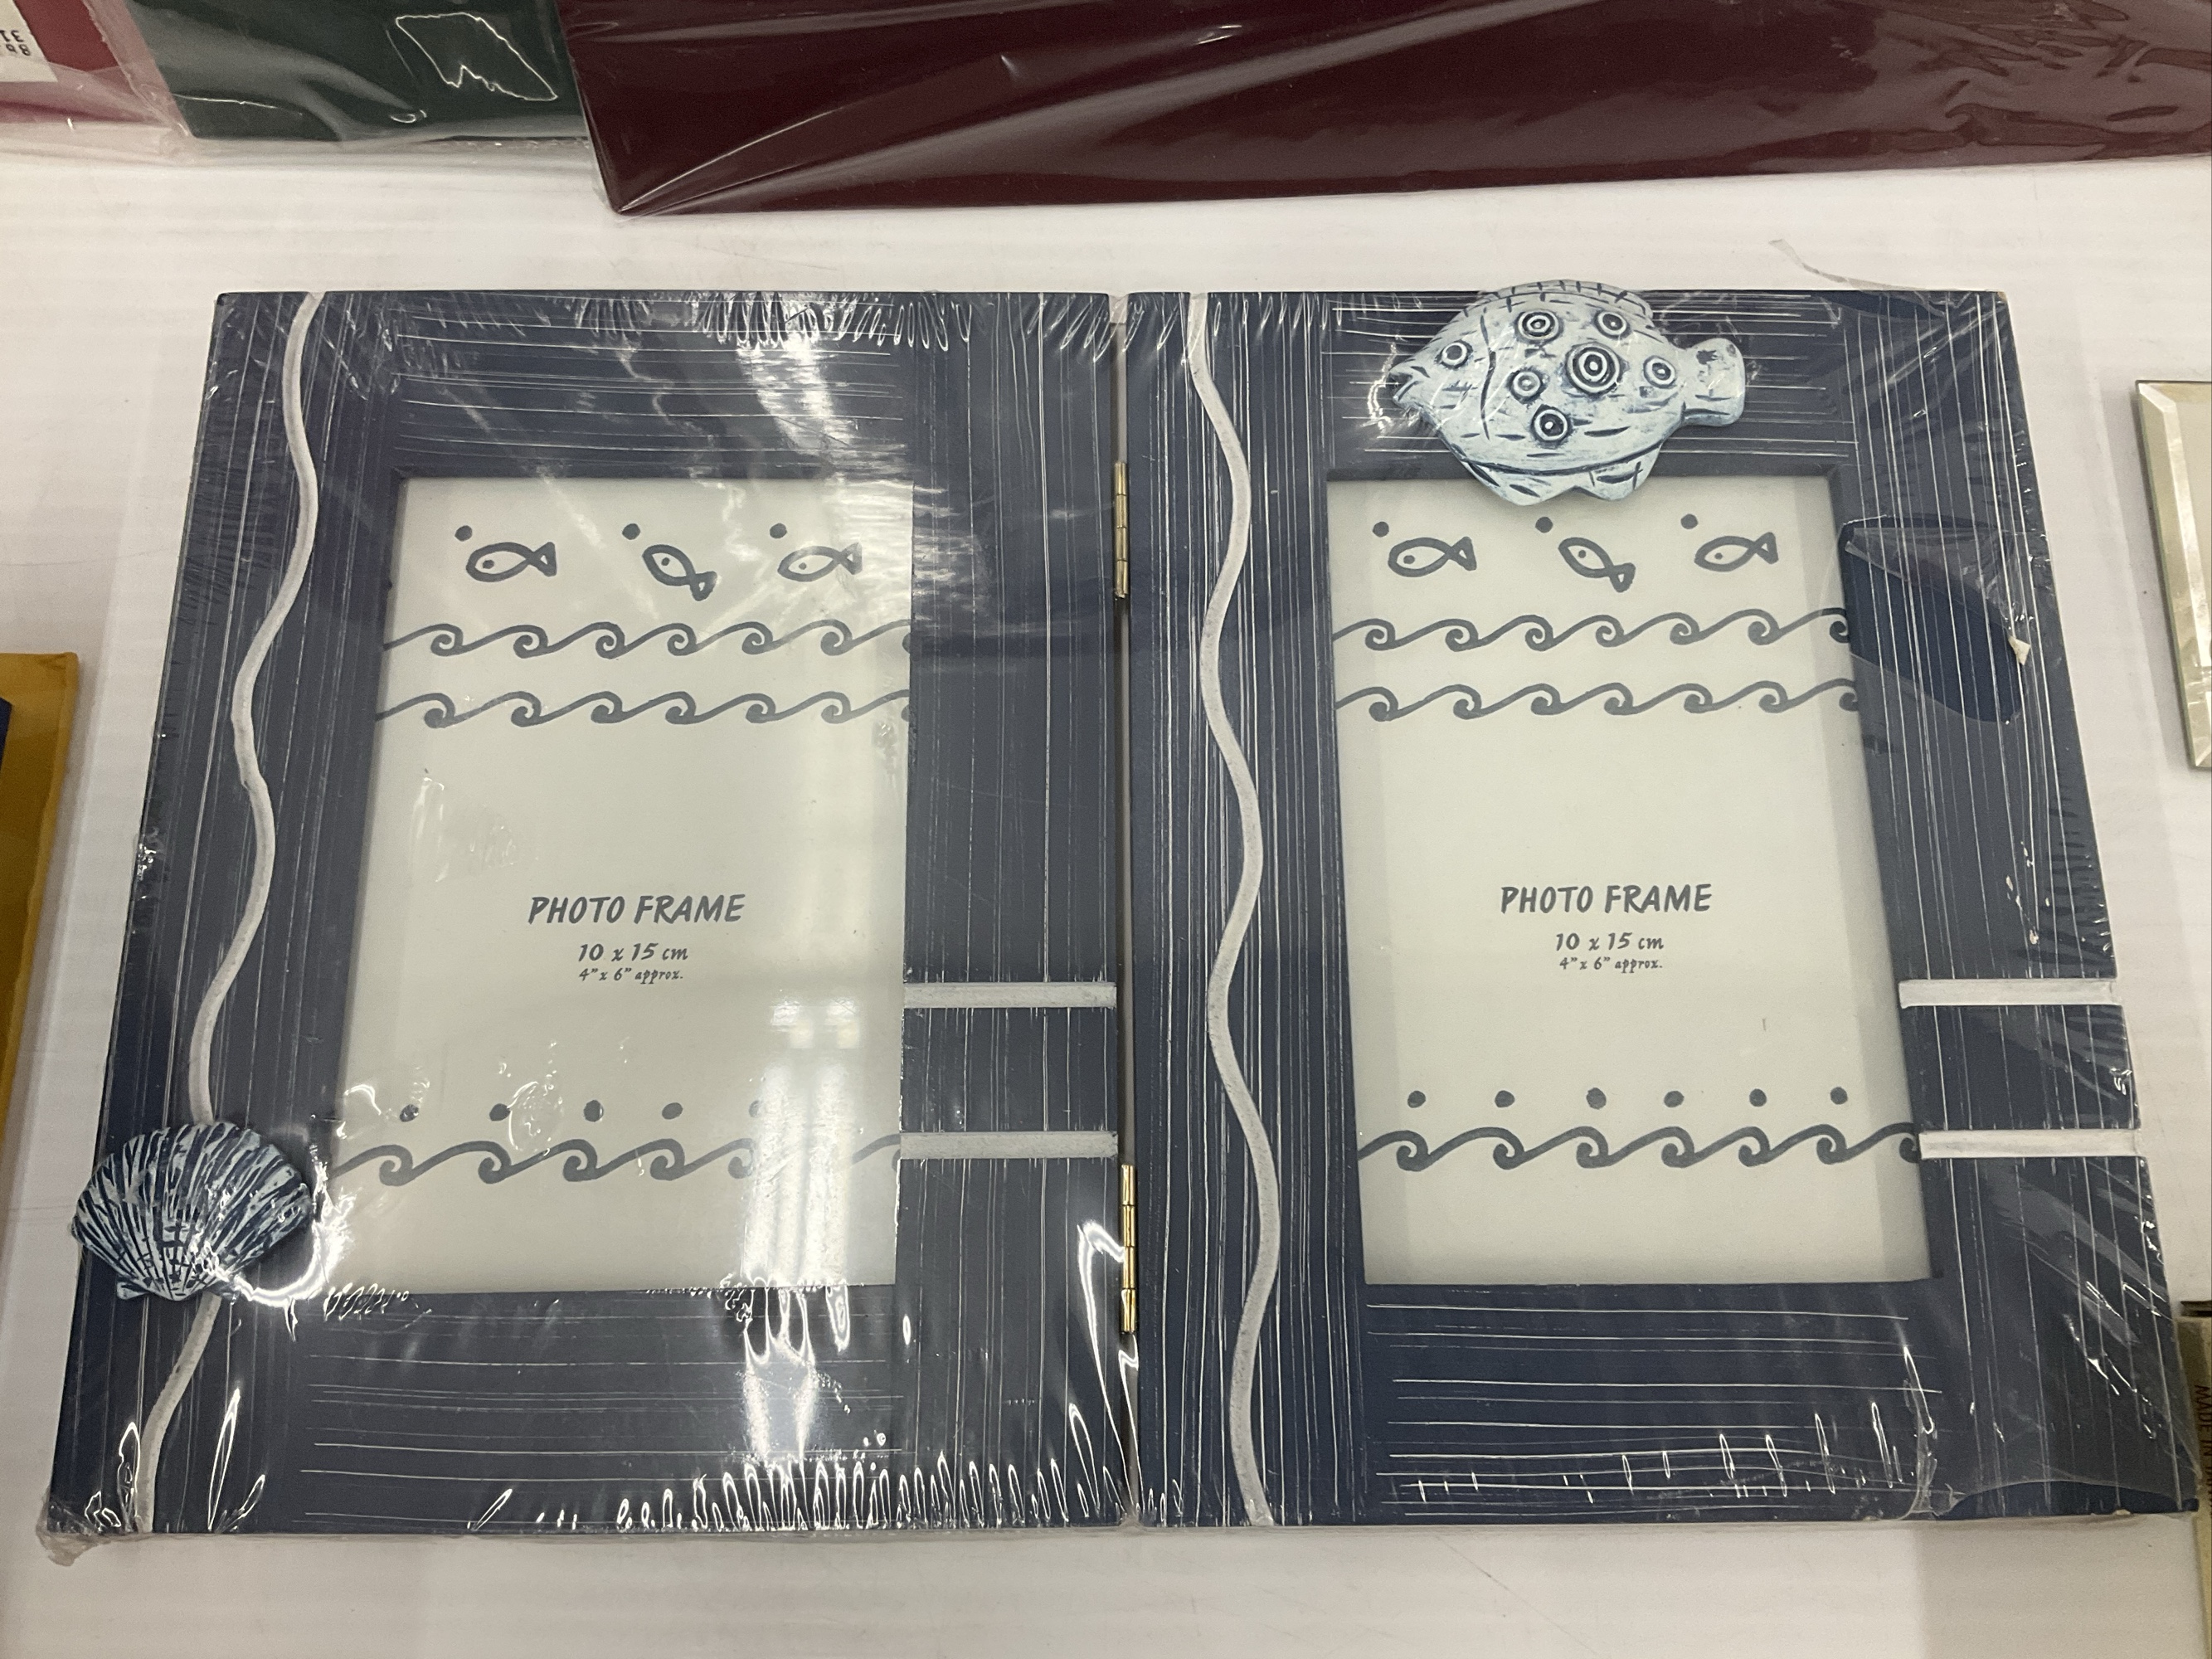 PHOTO FRAME
10 x 15 cm
4" x 6" approx.
PHOTO FRAME
10 x 15 cm
4" x 6" approx.